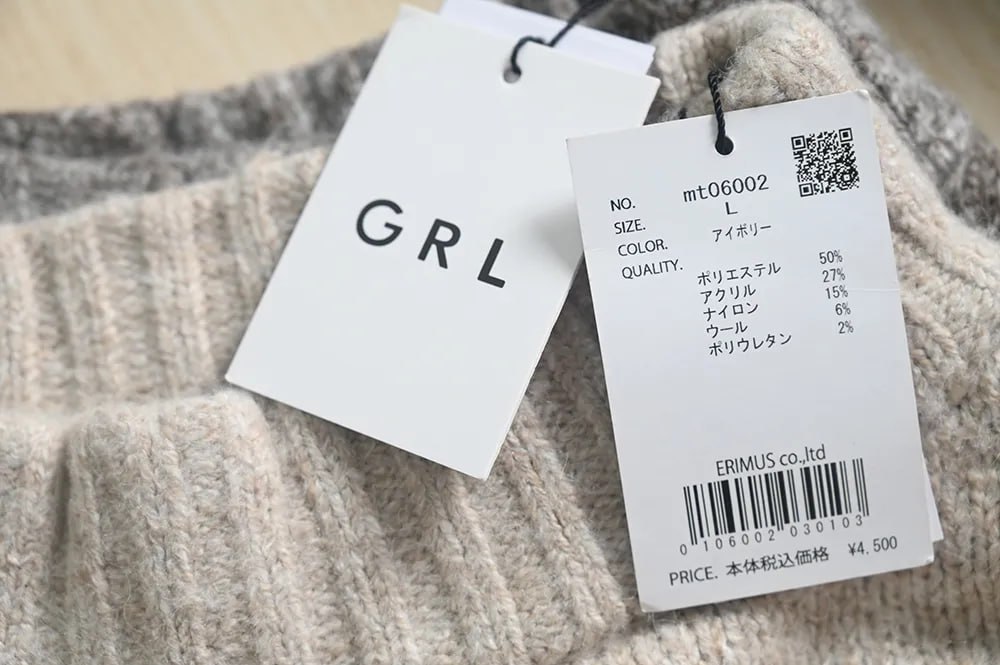 GRL
NO. mt06002
SIZE. L
COLOR. アイボリー
QUALITY.
ポリエステル 50%
アクリル 27%
ナイロン 15%
ウール 6%
ポリウレタン 2%
ERIMUS co.,ltd
0 106002 030103
PRICE. 本体税込価格 ¥4,500